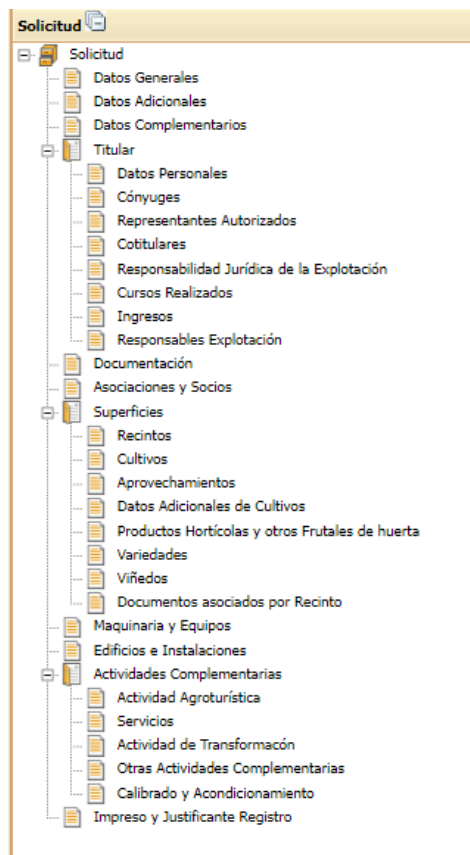 Solicitud
Solicitud
Datos Generales
Datos Adicionales
Datos Complementarios
Titular
Datos Personales
Cónyuges
Representantes Autorizados
Cotitulares
Responsabilidad Jurídica de la Explotación
Cursos Realizados
Ingresos
Responsables Explotación
Documentación
Asociaciones y Socios
Superficies
Recintos
Cultivos
Aprovechamientos
Datos Adicionales de Cultivos
Productos Hortícolas y otros Frutales de huerta
Variedades
Viñedos
Documentos asociados por Recinto
Maquinaria y Equipos
Edificios e Instalaciones
Actividades Complementarias
Actividad Agroturística
Servicios
Actividad de Transformacón
Otras Actividades Complementarias
Calibrado y Acondicionamiento
Impreso y Justificante Registro